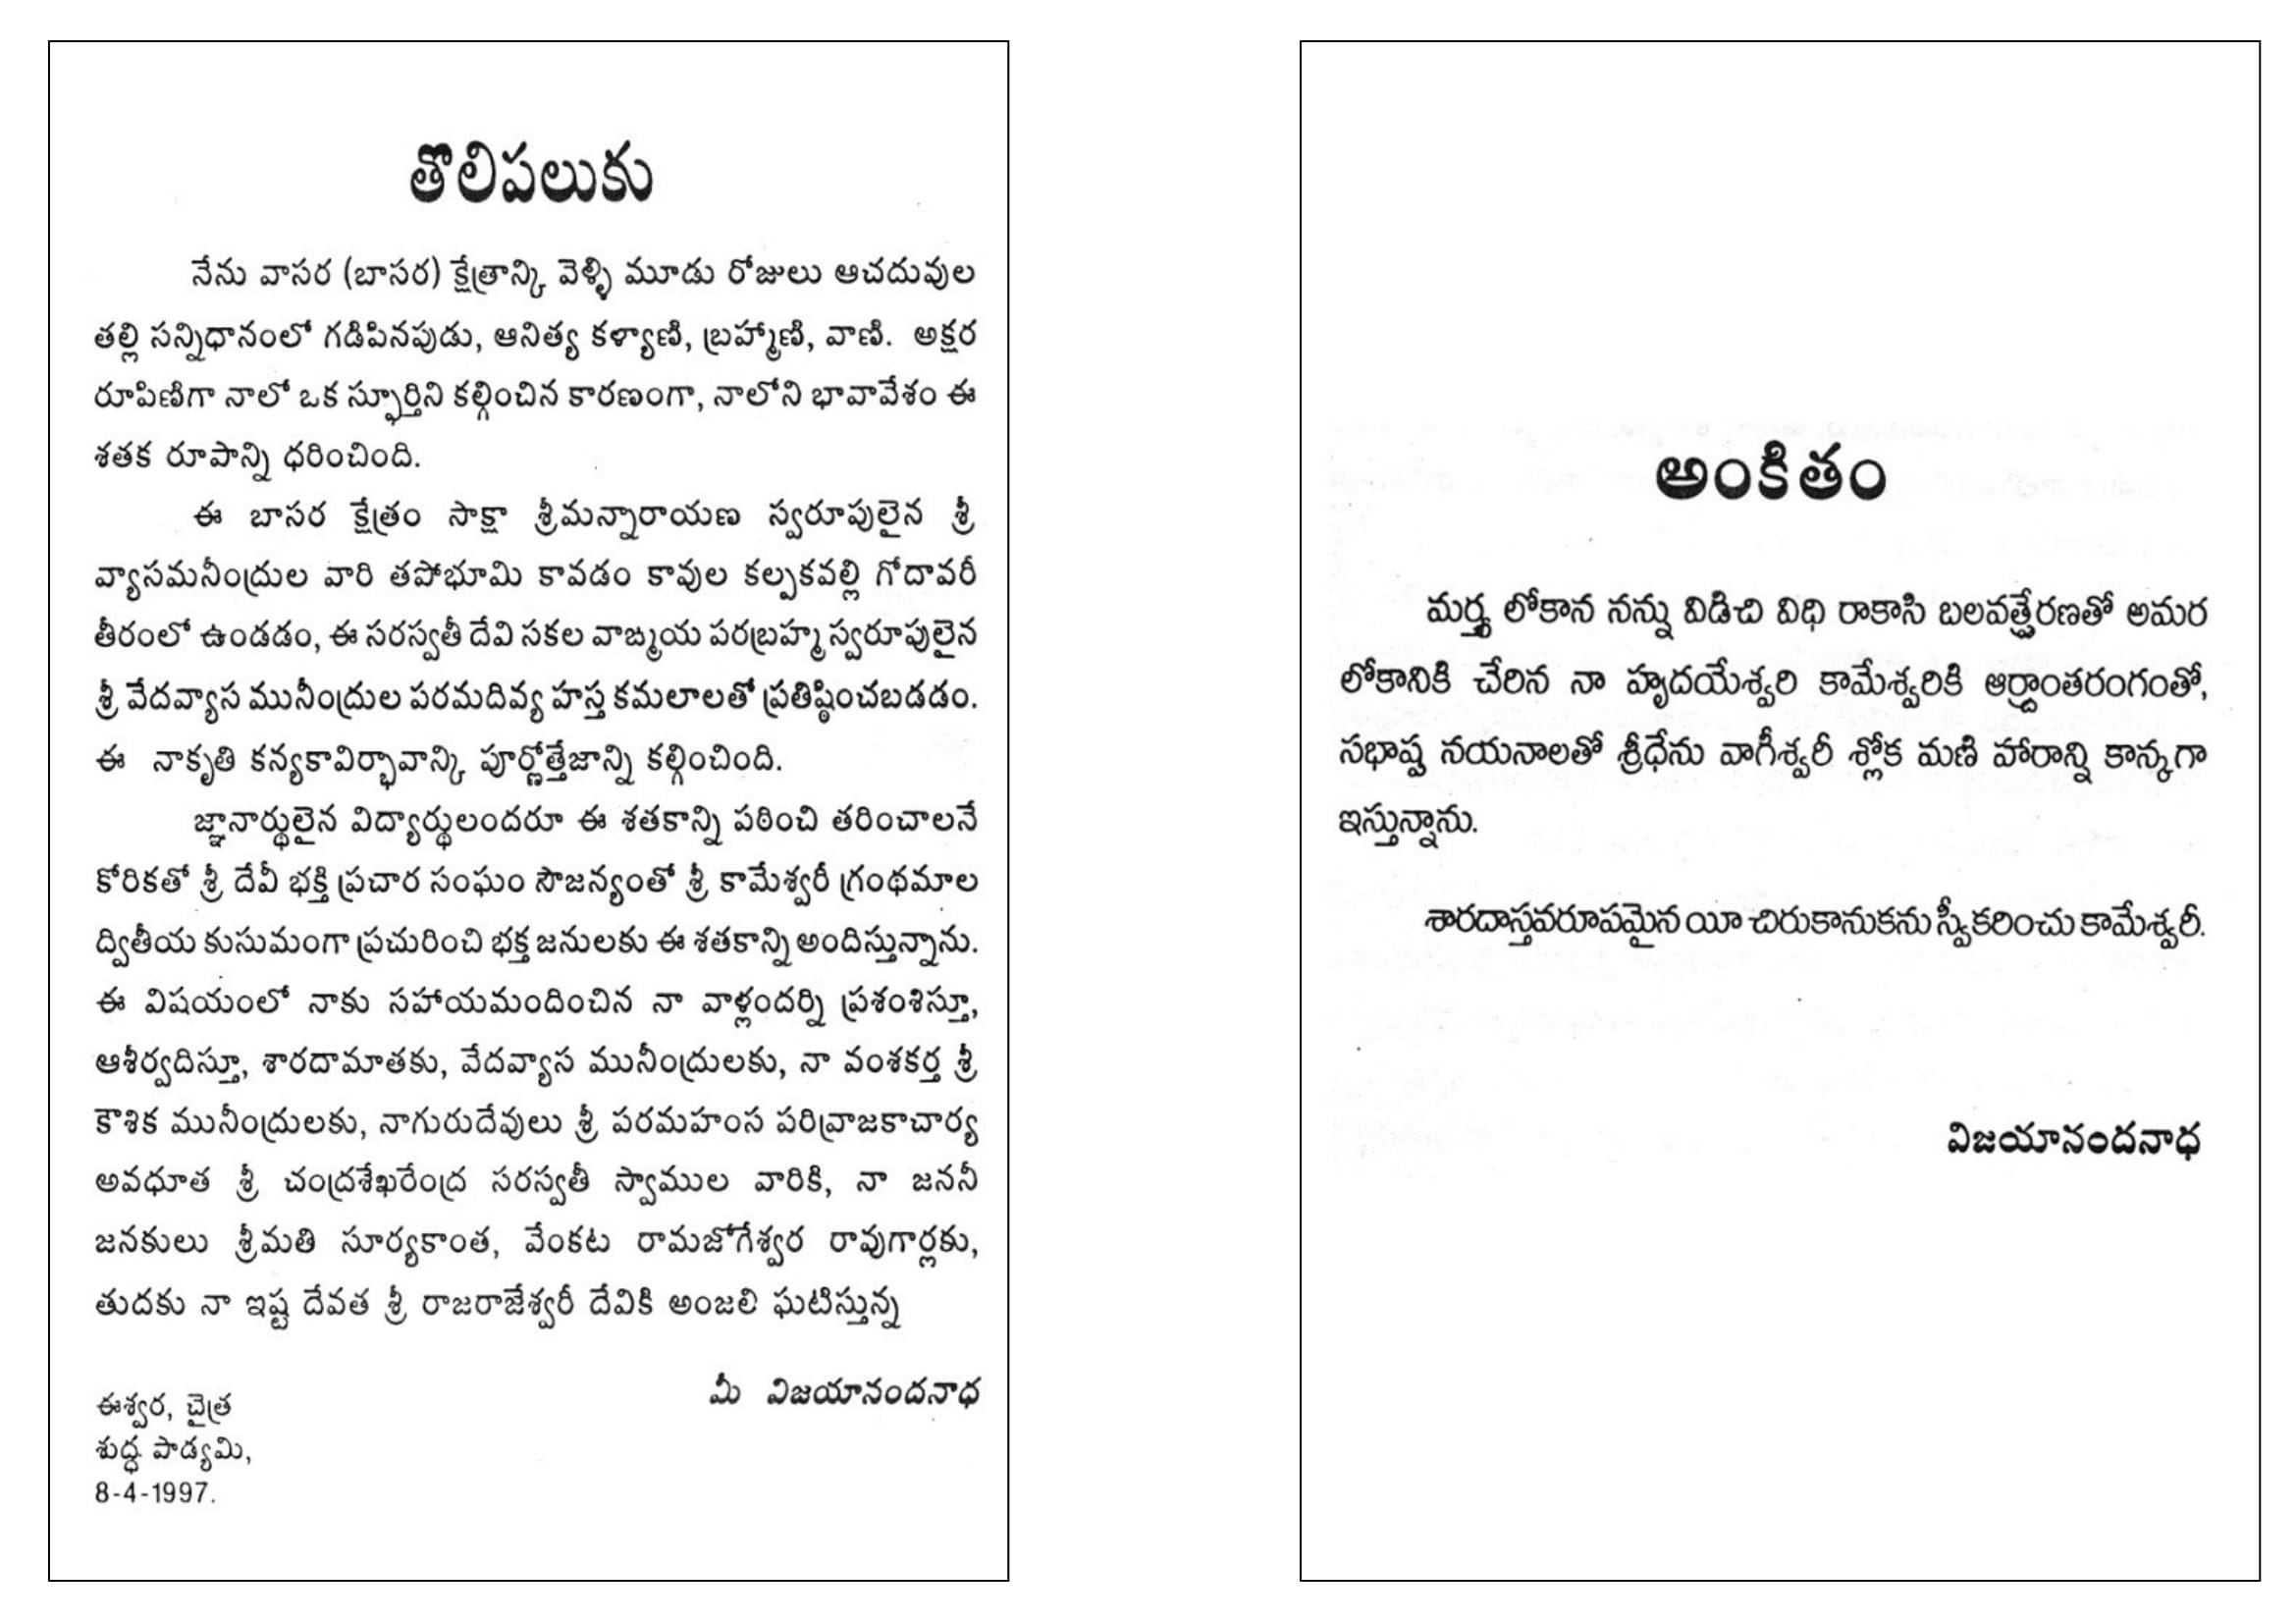 తొలిపలుకు
నేను వాసర (బాసర) క్షేత్రాన్కి వెళ్ళి మూడు రోజులు ఆచదువుల
తల్లి సన్నిధానంలో గడిపినపుడు, ఆనిత్య కళ్యాణి, బ్రహ్మాణి, వాణి. అక్షర
రూపిణిగా నాలో ఒక స్ఫూర్తిని కల్గించిన కారణంగా, నాలోని భావావేశం ఈ
శతక రూపాన్ని ధరించింది.
ఈ బాసర క్షేత్రం సాక్షా శ్రీమన్నారాయణ స్వరూపులైన శ్రీ
వ్యాసమనీంద్రుల వారి తపోభూమి కావడం కావుల కల్పకవల్లి గోదావరీ
తీరంలో ఉండడం, ఈ సరస్వతీ దేవి సకల వాఙ్మయ పరబ్రహ్మ స్వరూపులైన
శ్రీ వేదవ్యాస మునీంద్రుల పరమదివ్య హస్త కమలాలతో ప్రతిష్ఠించబడడం.
ఈ నాకృతి కన్యకావిర్భావాన్కి పూర్ణోత్తేజాన్ని కల్గించింది.
జ్ఞానార్థులైన విద్యార్థులందరూ ఈ శతకాన్ని పఠించి తరించాలనే
కోరికతో శ్రీ దేవీ భక్తి ప్రచార సంఘం సౌజన్యంతో శ్రీ కామేశ్వరీ గ్రంథమాల
ద్వితీయ కుసుమంగా ప్రచురించి భక్త జనులకు ఈ శతకాన్ని అందిస్తున్నాను.
ఈ విషయంలో నాకు సహాయమందించిన నా వాళ్లందర్ని ప్రశంశిస్తూ,
ఆశీర్వదిస్తూ, శారదామాతకు, వేదవ్యాస మునీంద్రులకు, నా వంశకర్త శ్రీ
కౌశిక మునీంద్రులకు, నాగురుదేవులు శ్రీ పరమహంస పరివ్రాజకాచార్య
అవధూత శ్రీ చంద్రశేఖరేంద్ర సరస్వతీ స్వాముల వారికి, నా జననీ
జనకులు శ్రీమతి సూర్యకాంత, వేంకట రామజోగేశ్వర రావుగార్లకు,
తుదకు నా ఇష్ట దేవత శ్రీ రాజరాజేశ్వరీ దేవికి అంజలి ఘటిస్తున్న
మీ విజయానందనాధ
ఈశ్వర, చైత్ర
శుద్ధ పాడ్యమి,
8-4-1997.
అంకితం
మర్త్య లోకాన నన్ను విడిచి విధి రాకాసి బలవత్ప్రేరణతో అమర
లోకానికి చేరిన నా హృదయేశ్వరి కామేశ్వరికి ఆర్ద్రాంతరంగంతో,
సభాష్ప నయనాలతో శ్రీధేను వాగీశ్వరీ శ్లోక మణి హారాన్ని కాన్కగా
ఇస్తున్నాను.
శారదాస్తవరూపమైన యీ చిరుకానుకను స్వీకరించు కామేశ్వరీ.
విజయానందనాధ